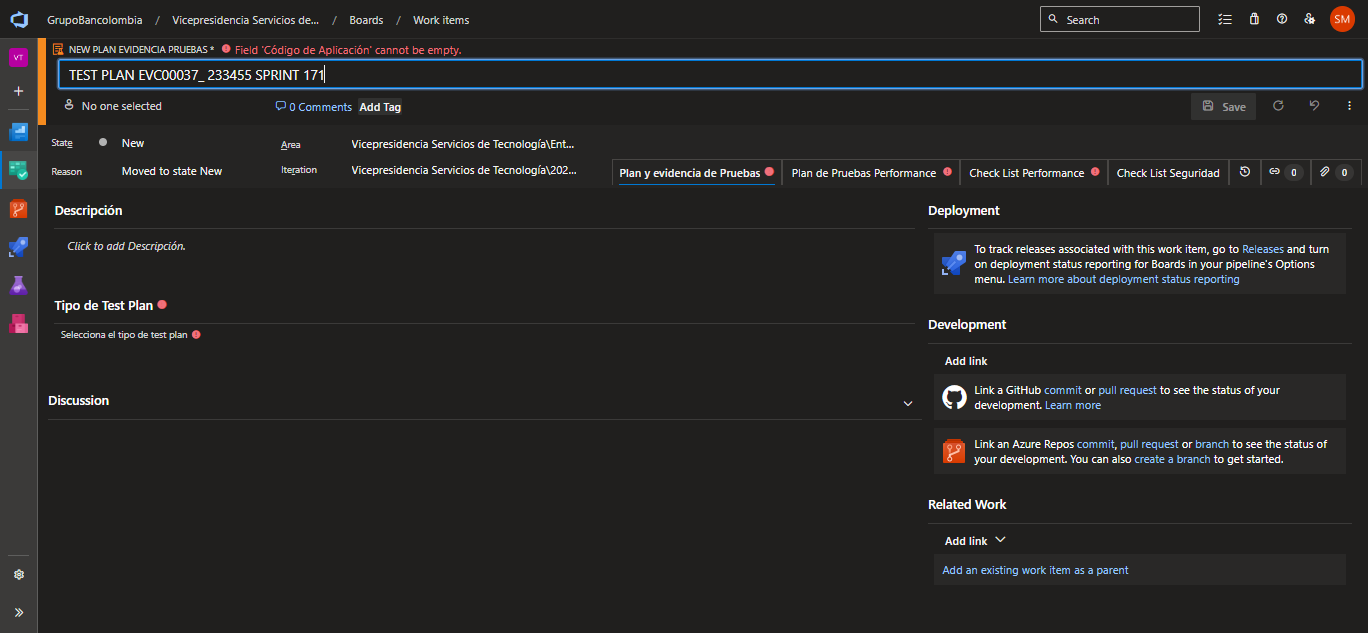 GrupoBancolombia / Vicepresidencia Servicios de... / Boards / Work items
Search
SM
VT
NEW PLAN EVIDENCIA PRUEBAS * Field 'Código de Aplicación' cannot be empty.
TEST PLAN EVC00037_ 233455 SPRINT 171
No one selected
0 Comments
Add Tag
Save
State
New
Area
Vicepresidencia Servicios de Tecnología\Ent...
Reason
Moved to state New
Iteration
Vicepresidencia Servicios de Tecnología\202...
Plan y evidencia de Pruebas
Plan de Pruebas Performance
Check List Performance
Check List Seguridad
0
0
Descripción
Click to add Descripción.
Tipo de Test Plan
Selecciona el tipo de test plan
Discussion
Deployment
To track releases associated with this work item, go to Releases and turn
on deployment status reporting for Boards in your pipeline's Options
menu. Learn more about deployment status reporting
Development
Add link
Link a GitHub commit or pull request to see the status of your
development. Learn more
Link an Azure Repos commit, pull request or branch to see the status of
your development. You can also create a branch to get started.
Related Work
Add link
Add an existing work item as a parent